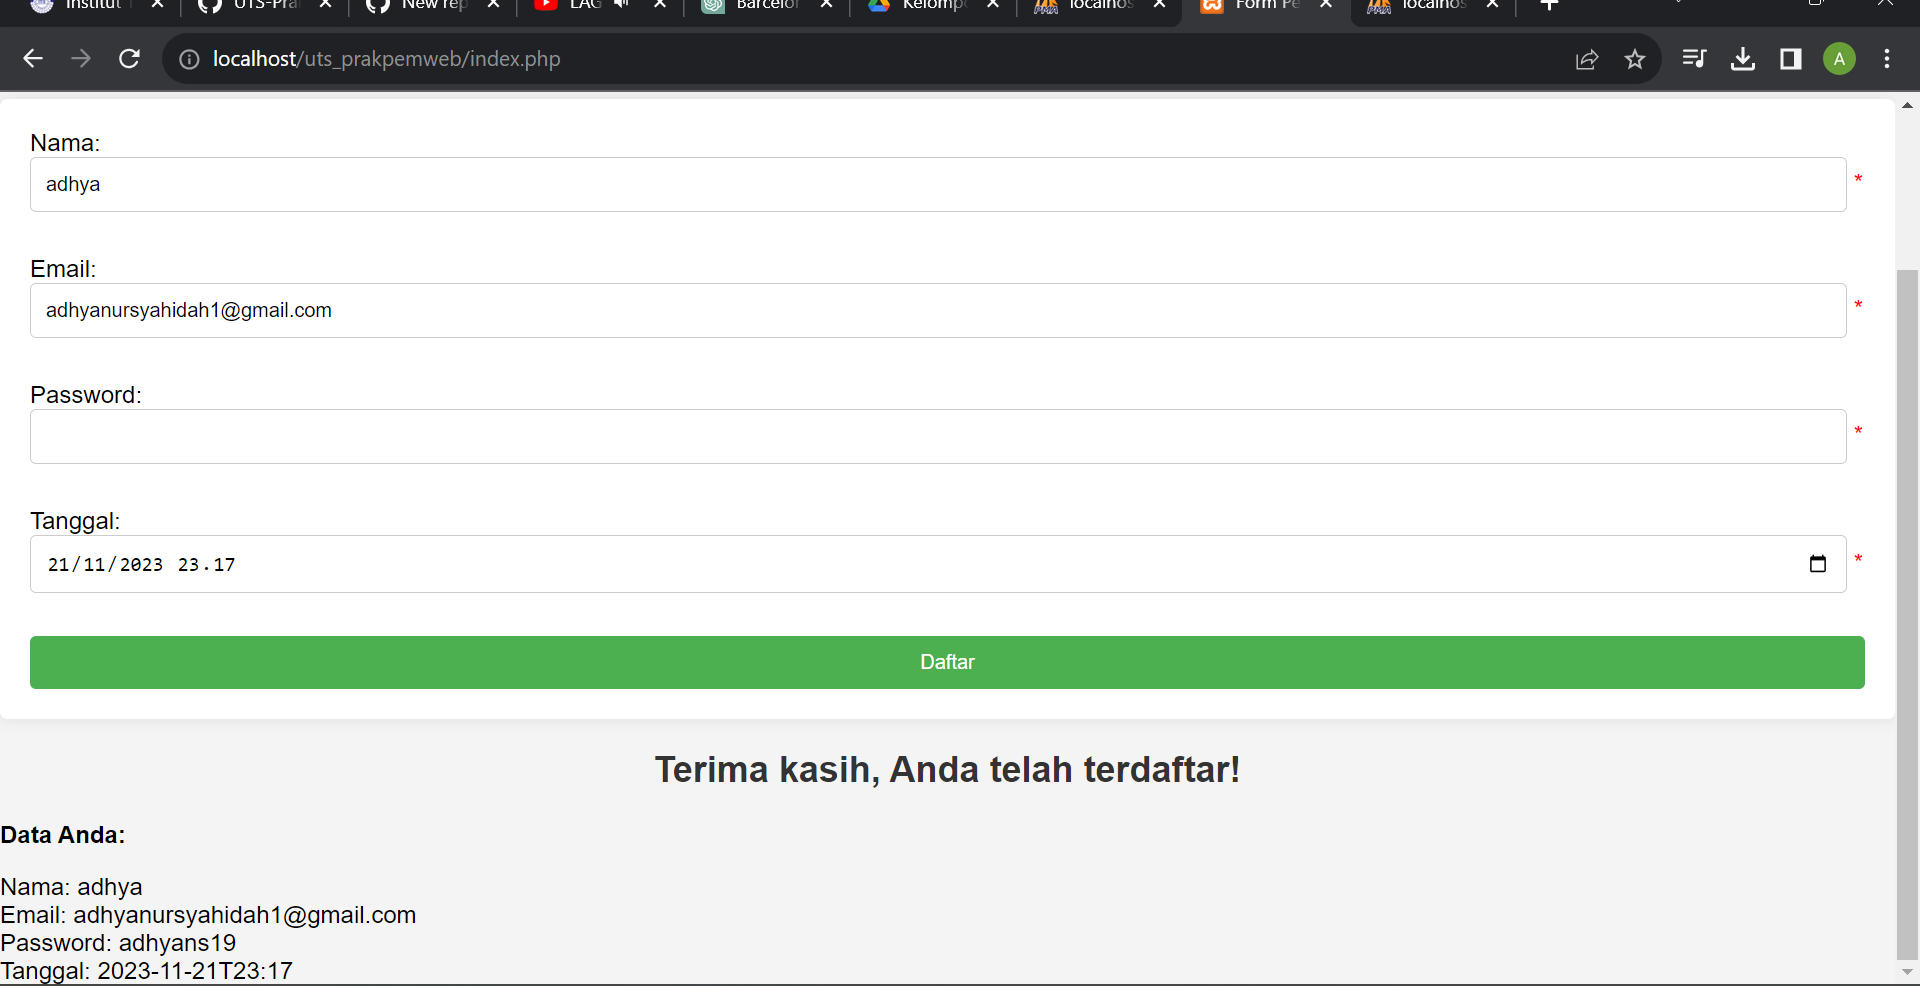 Institut
UTS-Pra
New rep
LAG
Barcelon
Kelomp
localhos
Form Pe
localhos
localhost/uts_prakpemweb/index.php
A
Nama:
adhya
*
Email:
adhyanursyahidah1@gmail.com
*
Password:
*
Tanggal:
21/11/2023 23.17
*
Daftar
Terima kasih, Anda telah terdaftar!
Data Anda:
Nama: adhya
Email: adhyanursyahidah1@gmail.com
Password: adhyans19
Tanggal: 2023-11-21T23:17